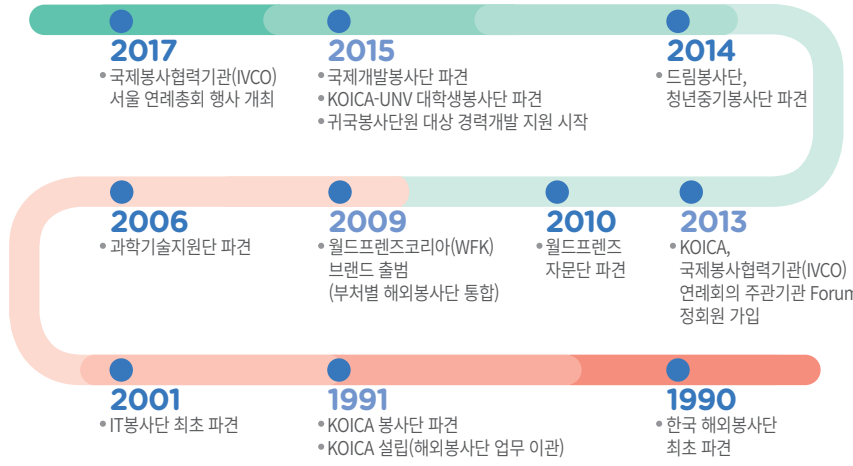 2017
• 국제봉사협력기관(IVCO)
서울 연례총회 행사 개최
2015
• 국제개발봉사단 파견
• KOICA-UNV 대학생봉사단 파견
• 귀국봉사단원 대상 경력개발 지원 시작
2014
• 드림봉사단,
청년중기봉사단 파견
2006
• 과학기술지원단 파견
2009
• 월드프렌즈코리아(WFK)
브랜드 출범
(부처별 해외봉사단 통합)
2010
• 월드프렌즈
자문단 파견
2013
• KOICA,
국제봉사협력기관(IVCO)
연례회의 주관기관 Forum
정회원 가입
2001
• IT봉사단 최초 파견
1991
• KOICA 봉사단 파견
• KOICA 설립(해외봉사단 업무 이관)
1990
• 한국 해외봉사단
최초 파견